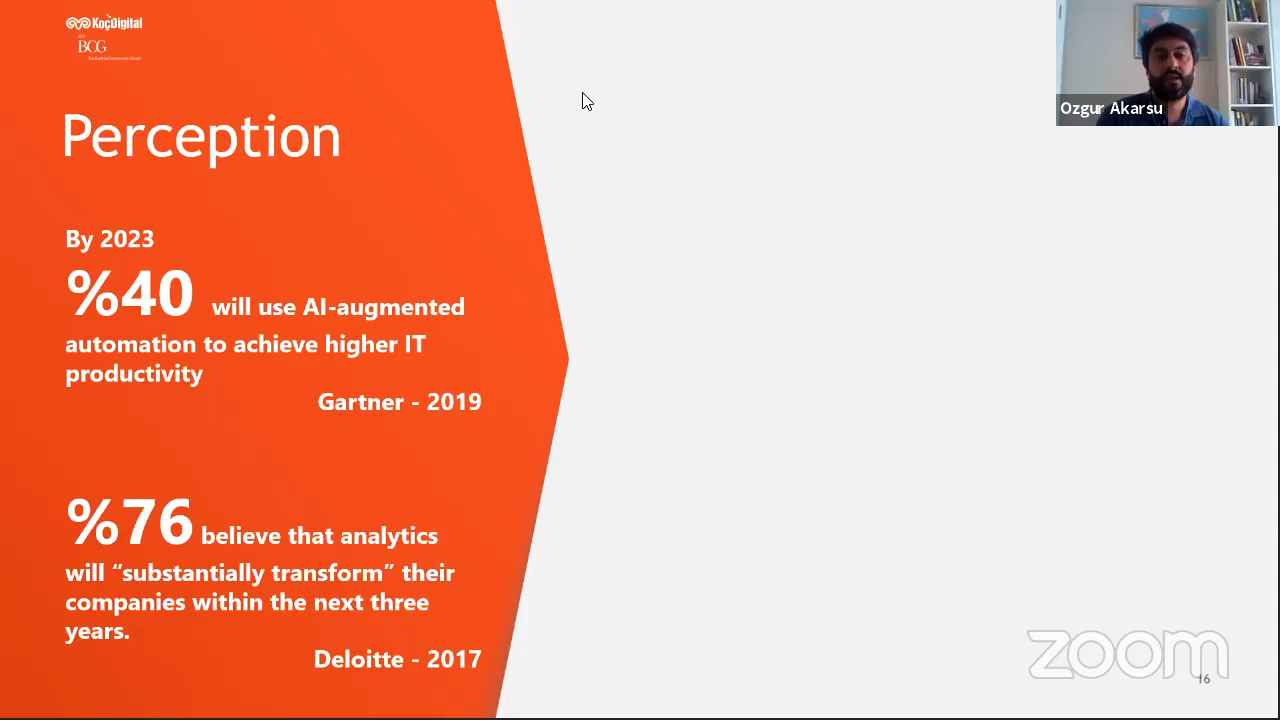 KoçDigital
BCG
Perception
Ozgur Akarsu
By 2023
%40 will use AI-augmented
automation to achieve higher IT
productivity
Gartner - 2019
%76 believe that analytics
will “substantially transform” their
companies within the next three
years.
Deloitte - 2017
zoom
16